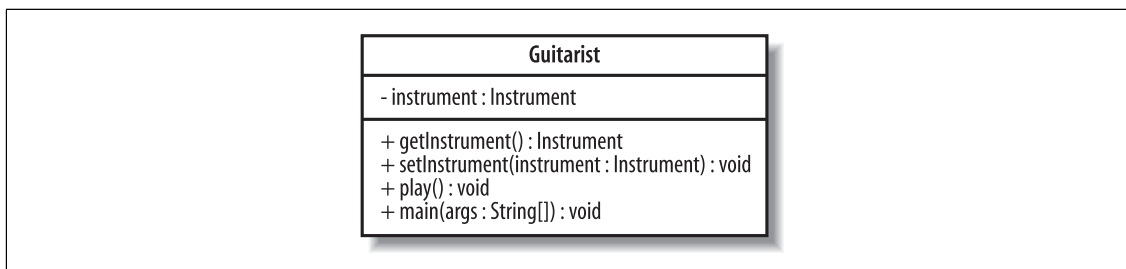 Guitarist
- instrument : Instrument
+ getInstrument() : Instrument
+ setInstrument(instrument : Instrument) : void
+ play() : void
+ main(args : String[]) : void